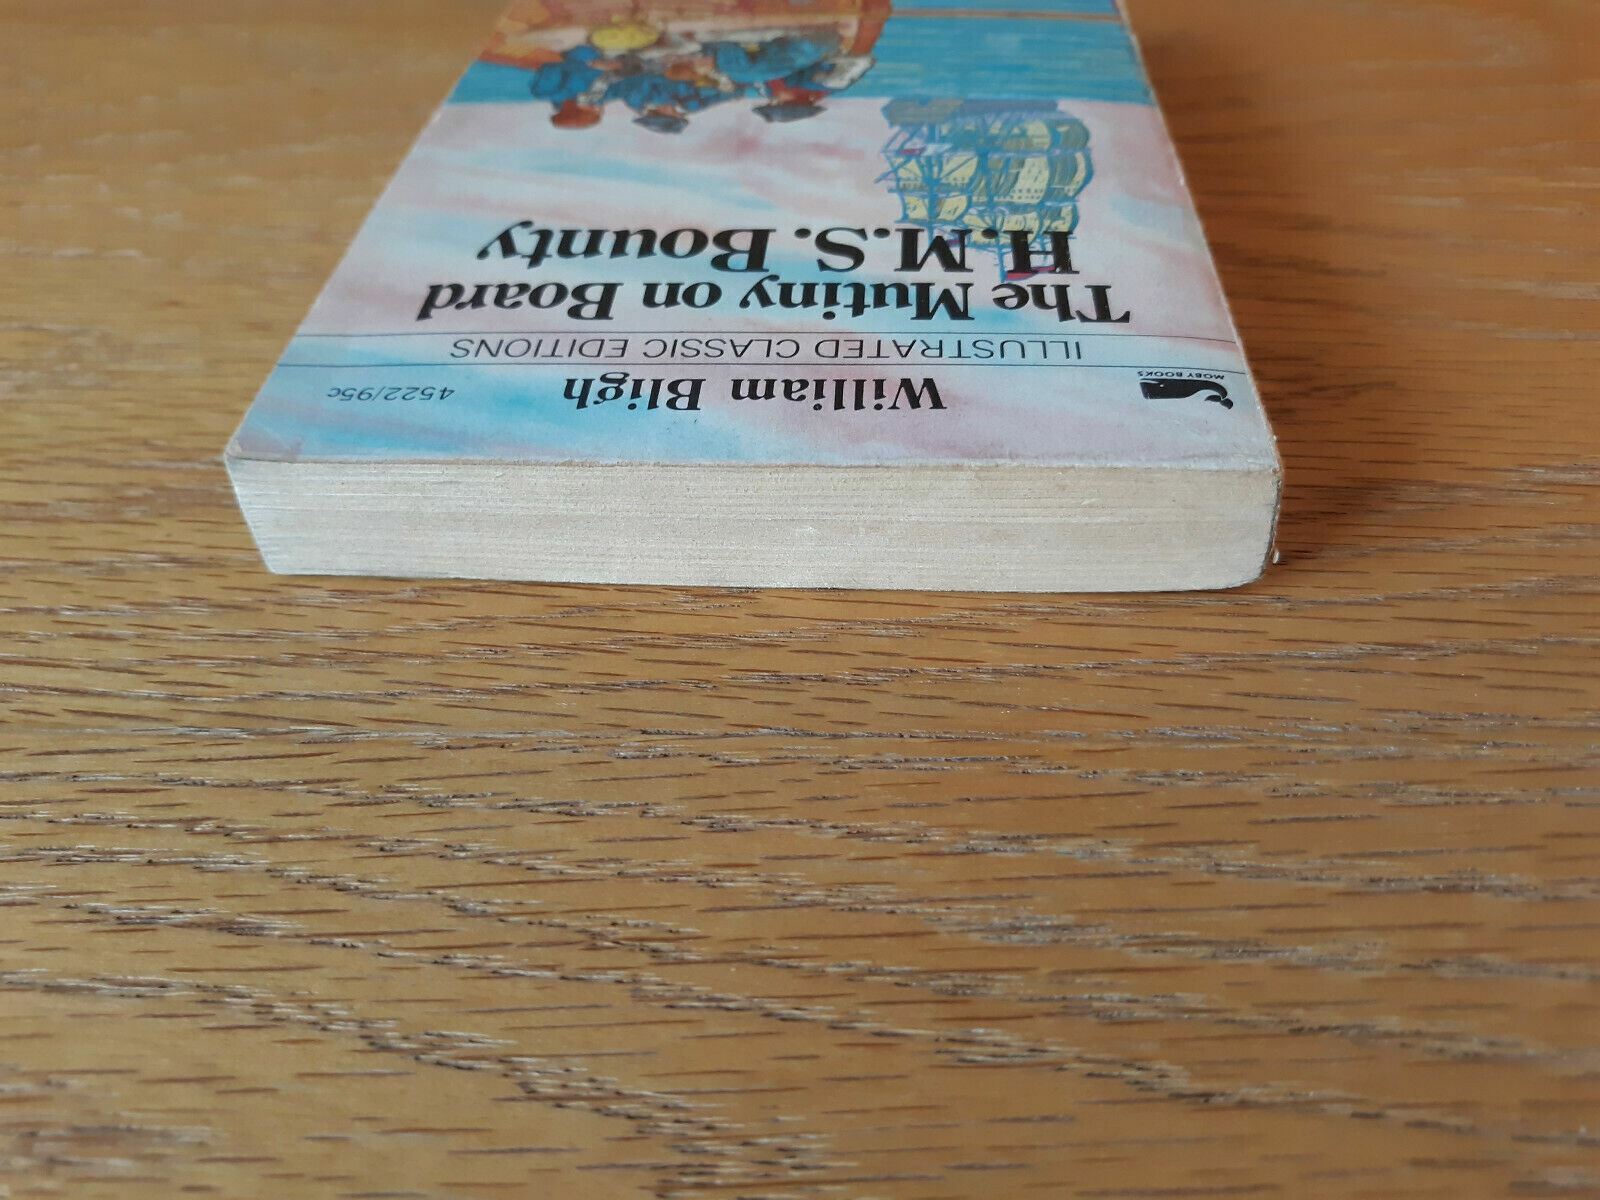 MOBY BOOKS
William Bligh
4522/95c
ILLUSTRATED CLASSIC EDITIONS
The Mutiny on Board
H.M.S. Bounty